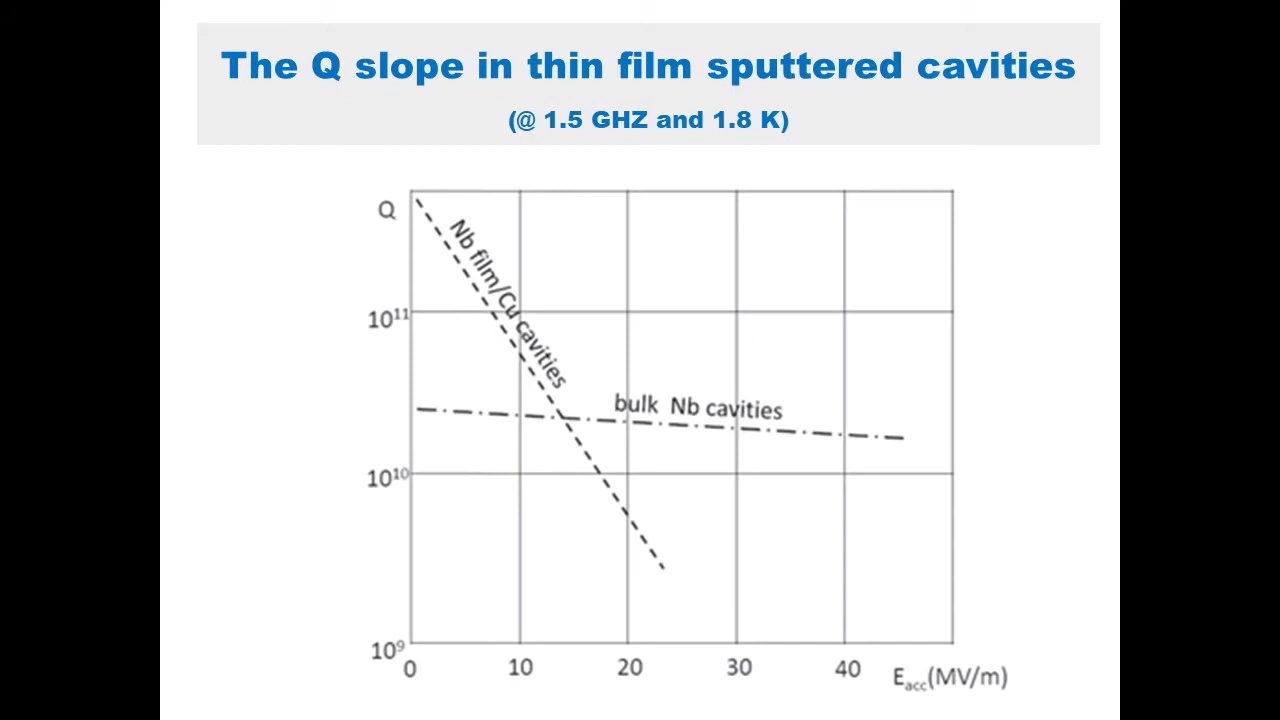 The Q slope in thin film sputtered cavities
(@ 1.5 GHZ and 1.8 K)
Q
Nb film/Cu cavities
10¹¹
bulk Nb cavities
10¹⁰
10⁹
0 10 20 30 40 Eacc(MV/m)